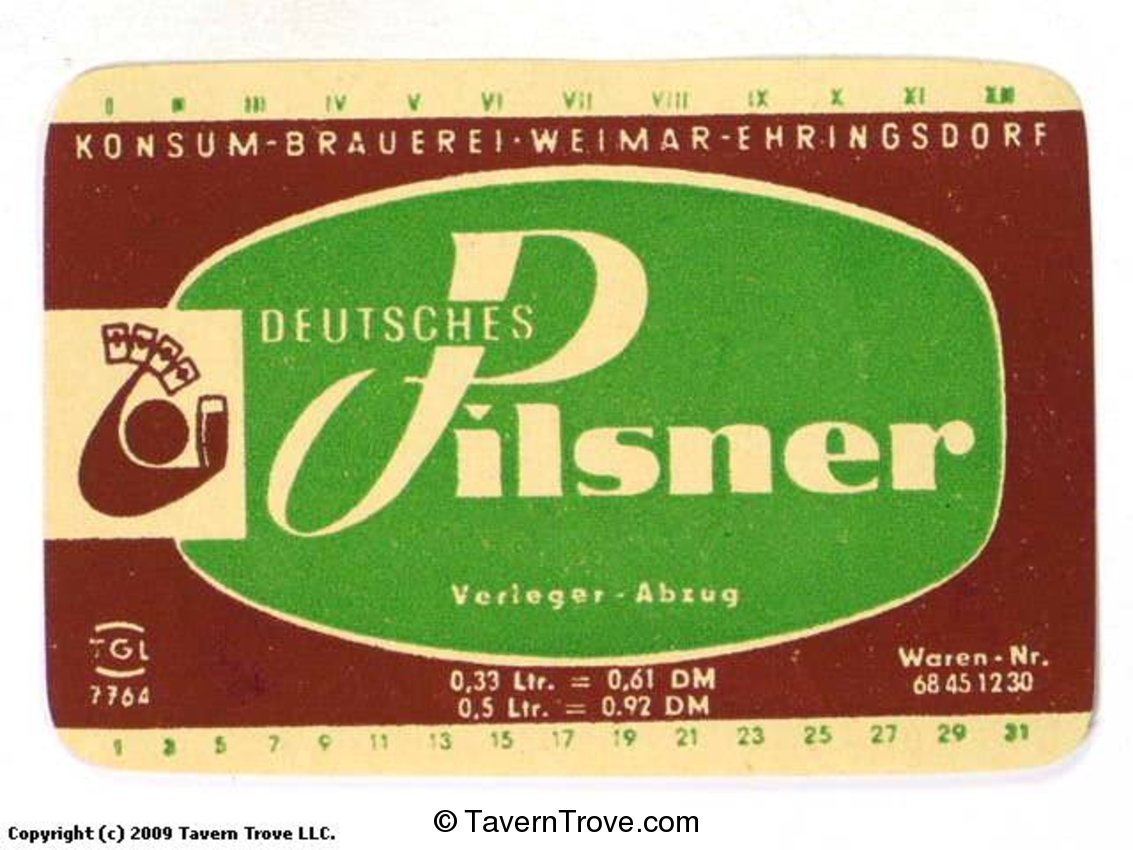 I II III IV V VI VII VIII IX X XI XII
KONSUM-BRAUEREI·WEIMAR-EHRINGSDORF
DEUTSCHES
Pilsner
Verleger-Abzug
TGL
7764
0,33 Ltr. = 0,61 DM
0,5 Ltr. = 0.92 DM
Waren-Nr.
68 45 12 30
1 3 5 7 9 11 13 15 17 19 21 23 25 27 29 31
Copyright (c) 2009 Tavern Trove LLC.
© TavernTrove.com